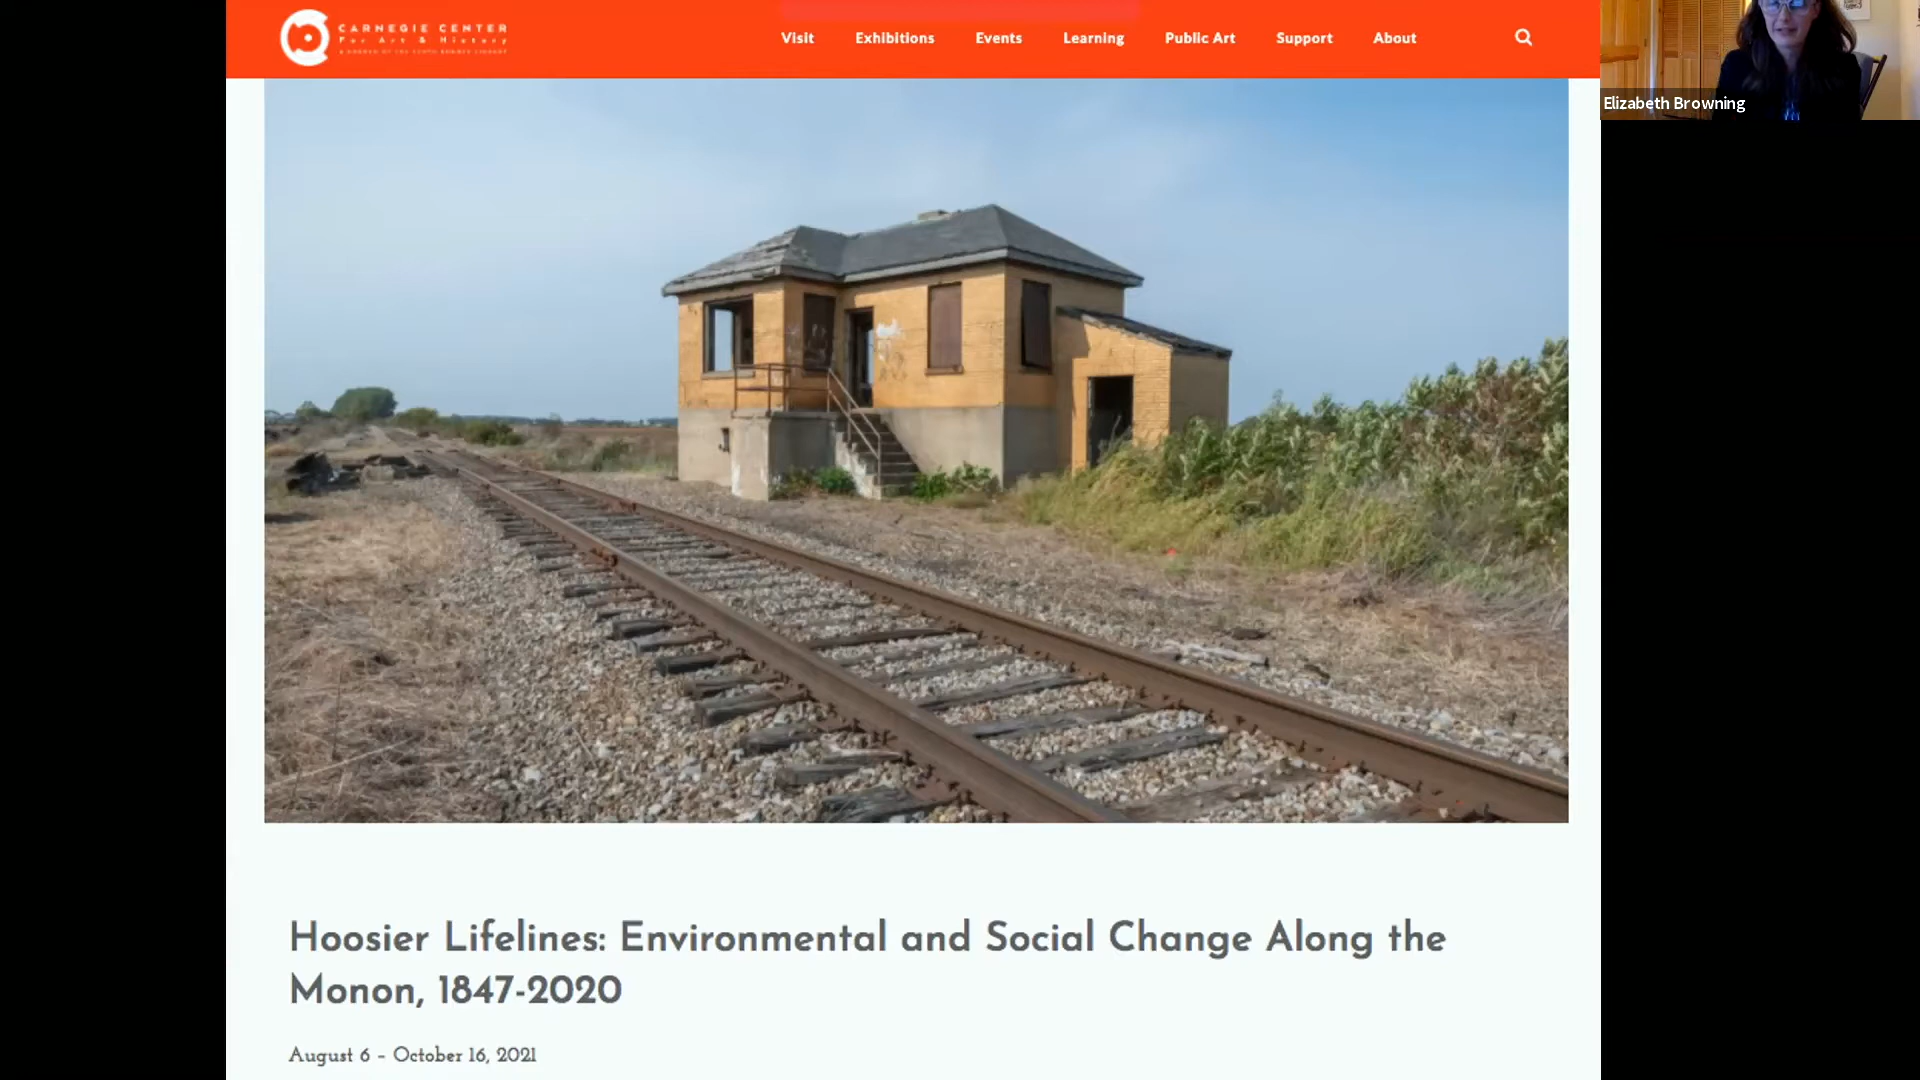 CARNEGIE CENTER
For Art & History
Visit
Exhibitions
Events
Learning
Public Art
Support
About
Elizabeth Browning
Hoosier Lifelines: Environmental and Social Change Along the
Monon, 1847-2020
August 6 – October 16, 2021